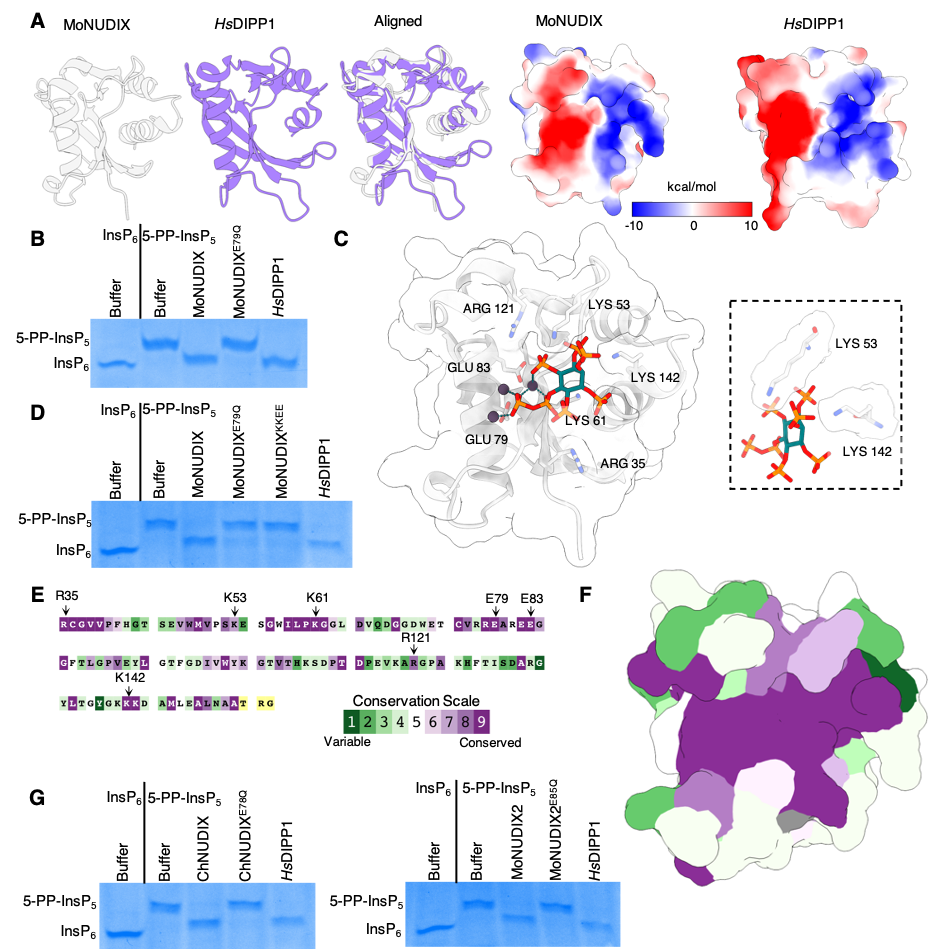 A
MoNUDIX HsDIPP1 Aligned MoNUDIX HsDIPP1
kcal/mol
-10 0 10
B
InsP₆ 5-PP-InsP₅
Buffer Buffer MoNUDIX MoNUDIXᴱ⁷⁹Q HsDIPP1
5-PP-InsP₅
InsP₆
C
ARG 121
LYS 53
GLU 83
LYS 142
LYS 61
GLU 79
ARG 35
LYS 53
LYS 142
D
InsP₆ 5-PP-InsP₅
Buffer Buffer MoNUDIX MoNUDIXᴱ⁷⁹Q MoNUDIXᴷᴷᴱᴱ HsDIPP1
5-PP-InsP₅
InsP₆
E
R35 K53 K61 E79 E83
RCGVVPFHGT SEVWMVPSKE SGWILPKGGL DVQDGGDWET CVRREAREEG
R121
GFTLGPVEYL GTFGDIVWYK GTVTHKSDPT DPEVKARGPA KHFTISDARG
K142
YLTGYGKKKD AMLEALNAAT RG
Conservation Scale
1 2 3 4 5 6 7 8 9
Variable Conserved
F
G
InsP₆ 5-PP-InsP₅
Buffer Buffer ChNUDIX ChNUDIXᴱ⁷⁸Q HsDIPP1
5-PP-InsP₅
InsP₆
InsP₆ 5-PP-InsP₅
Buffer Buffer MoNUDIX2 MoNUDIX2ᴱ⁸⁵Q HsDIPP1
5-PP-InsP₅
InsP₆